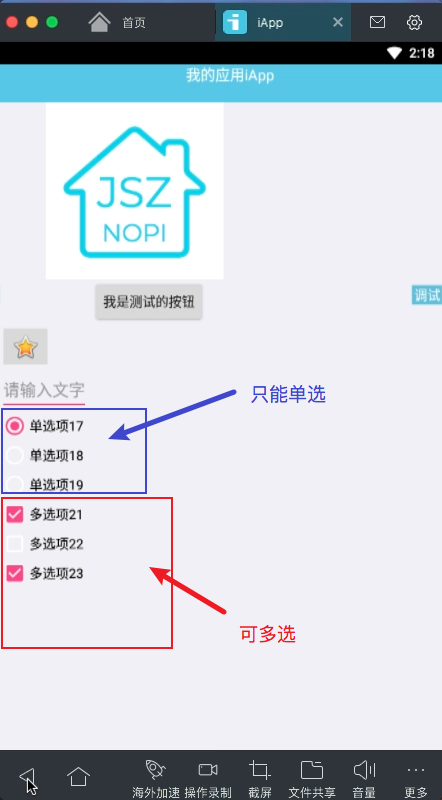 首页
iApp
2:18
我的应用iApp
JSZ
NOPI
我是测试的按钮
调试
请输入文字
只能单选
单选项17
单选项18
单选项19
多选项21
多选项22
多选项23
可多选
海外加速 操作录制 截屏 文件共享 音量 更多